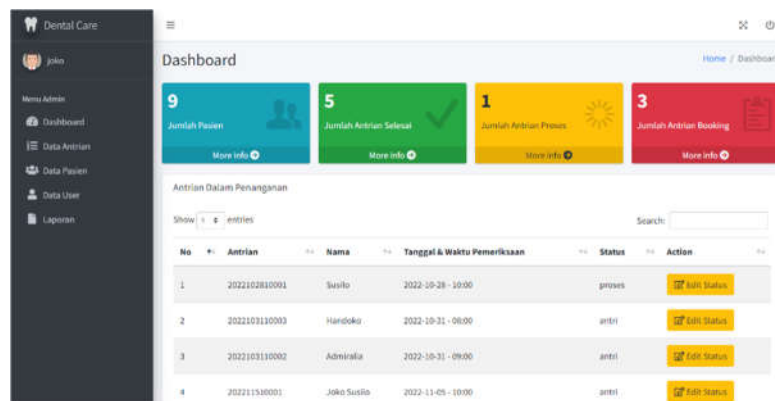 Dental Care
joko
Menu Admin
Dashboard
Data Antrian
Data Pasien
Data User
Laporan
Dashboard
Home / Dashboard
9
Jumlah Pasien
More info
5
Jumlah Antrian Selesai
More info
1
Jumlah Antrian Proses
More info
3
Jumlah Antrian Booking
More info
Antrian Dalam Penanganan
Show entries
Search:
No Antrian Nama Tanggal & Waktu Pemeriksaan Status Action
1 2022102810001 Susilo 2022-10-28 - 10:00 proses Edit Status
2 2022103110003 Handoko 2022-10-31 - 08:00 antri Edit Status
3 2022103110002 Admiralia 2022-10-31 - 09:00 antri Edit Status
4 202211510001 Joko Susilo 2022-11-05 - 10:00 antri Edit Status